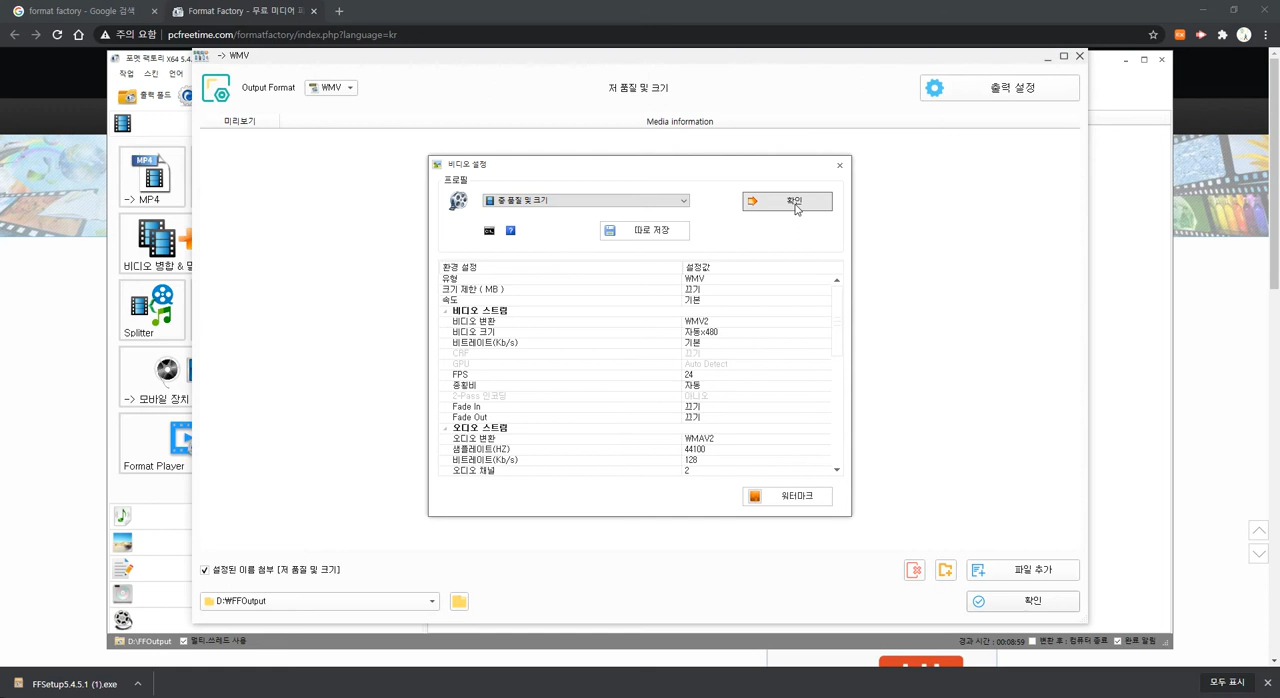 format factory - Google 검색
Format Factory - 무료 미디어 파
주의 요함
pcfreetime.com/formatfactory/index.php?language=kr
포맷 팩토리 X64 5.4.
작업 스킨 언어
출력 폴더
-> MP4
MP4
비디오 병합 &
Splitter
-> 모바일 장치
Format Player
-> WMV
Output Format
WMV
저 품질 및 크기
출력 설정
미리보기
Media information
비디오 설정
프로필
중 품질 및 크기
확인
따로 저장
환경 설정 설정값
유형 WMV
크기 제한 ( MB ) 끄기
속도 기본
비디오 스트림
비디오 변환 WMV2
비디오 크기 자동x480
비트레이트(Kb/s) 기본
CRF 끄기
GPU Auto Detect
FPS 24
종횡비 자동
2-Pass 인코딩 아니오
Fade In 끄기
Fade Out 끄기
오디오 스트림
오디오 변환 WMAV2
샘플레이트(HZ) 44100
비트레이트(Kb/s) 128
오디오 채널 2
워터마크
설정된 이름 첨부 [저 품질 및 크기]
파일 추가
D:₩FFOutput
확인
D:\FFOutput
멀티-쓰레드 사용
경과 시간 : 00:08:59
변환 후 : 컴퓨터 종료
완료 알림
FFSetup5.4.5.1 (1).exe
모두 표시